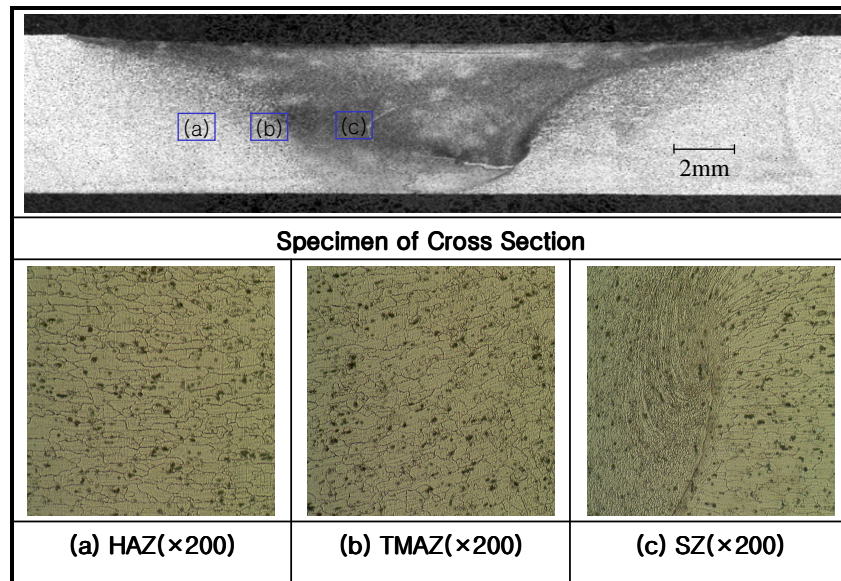 (a) (b) (c)
2mm
Specimen of Cross Section
(a) HAZ(×200) (b) TMAZ(×200) (c) SZ(×200)